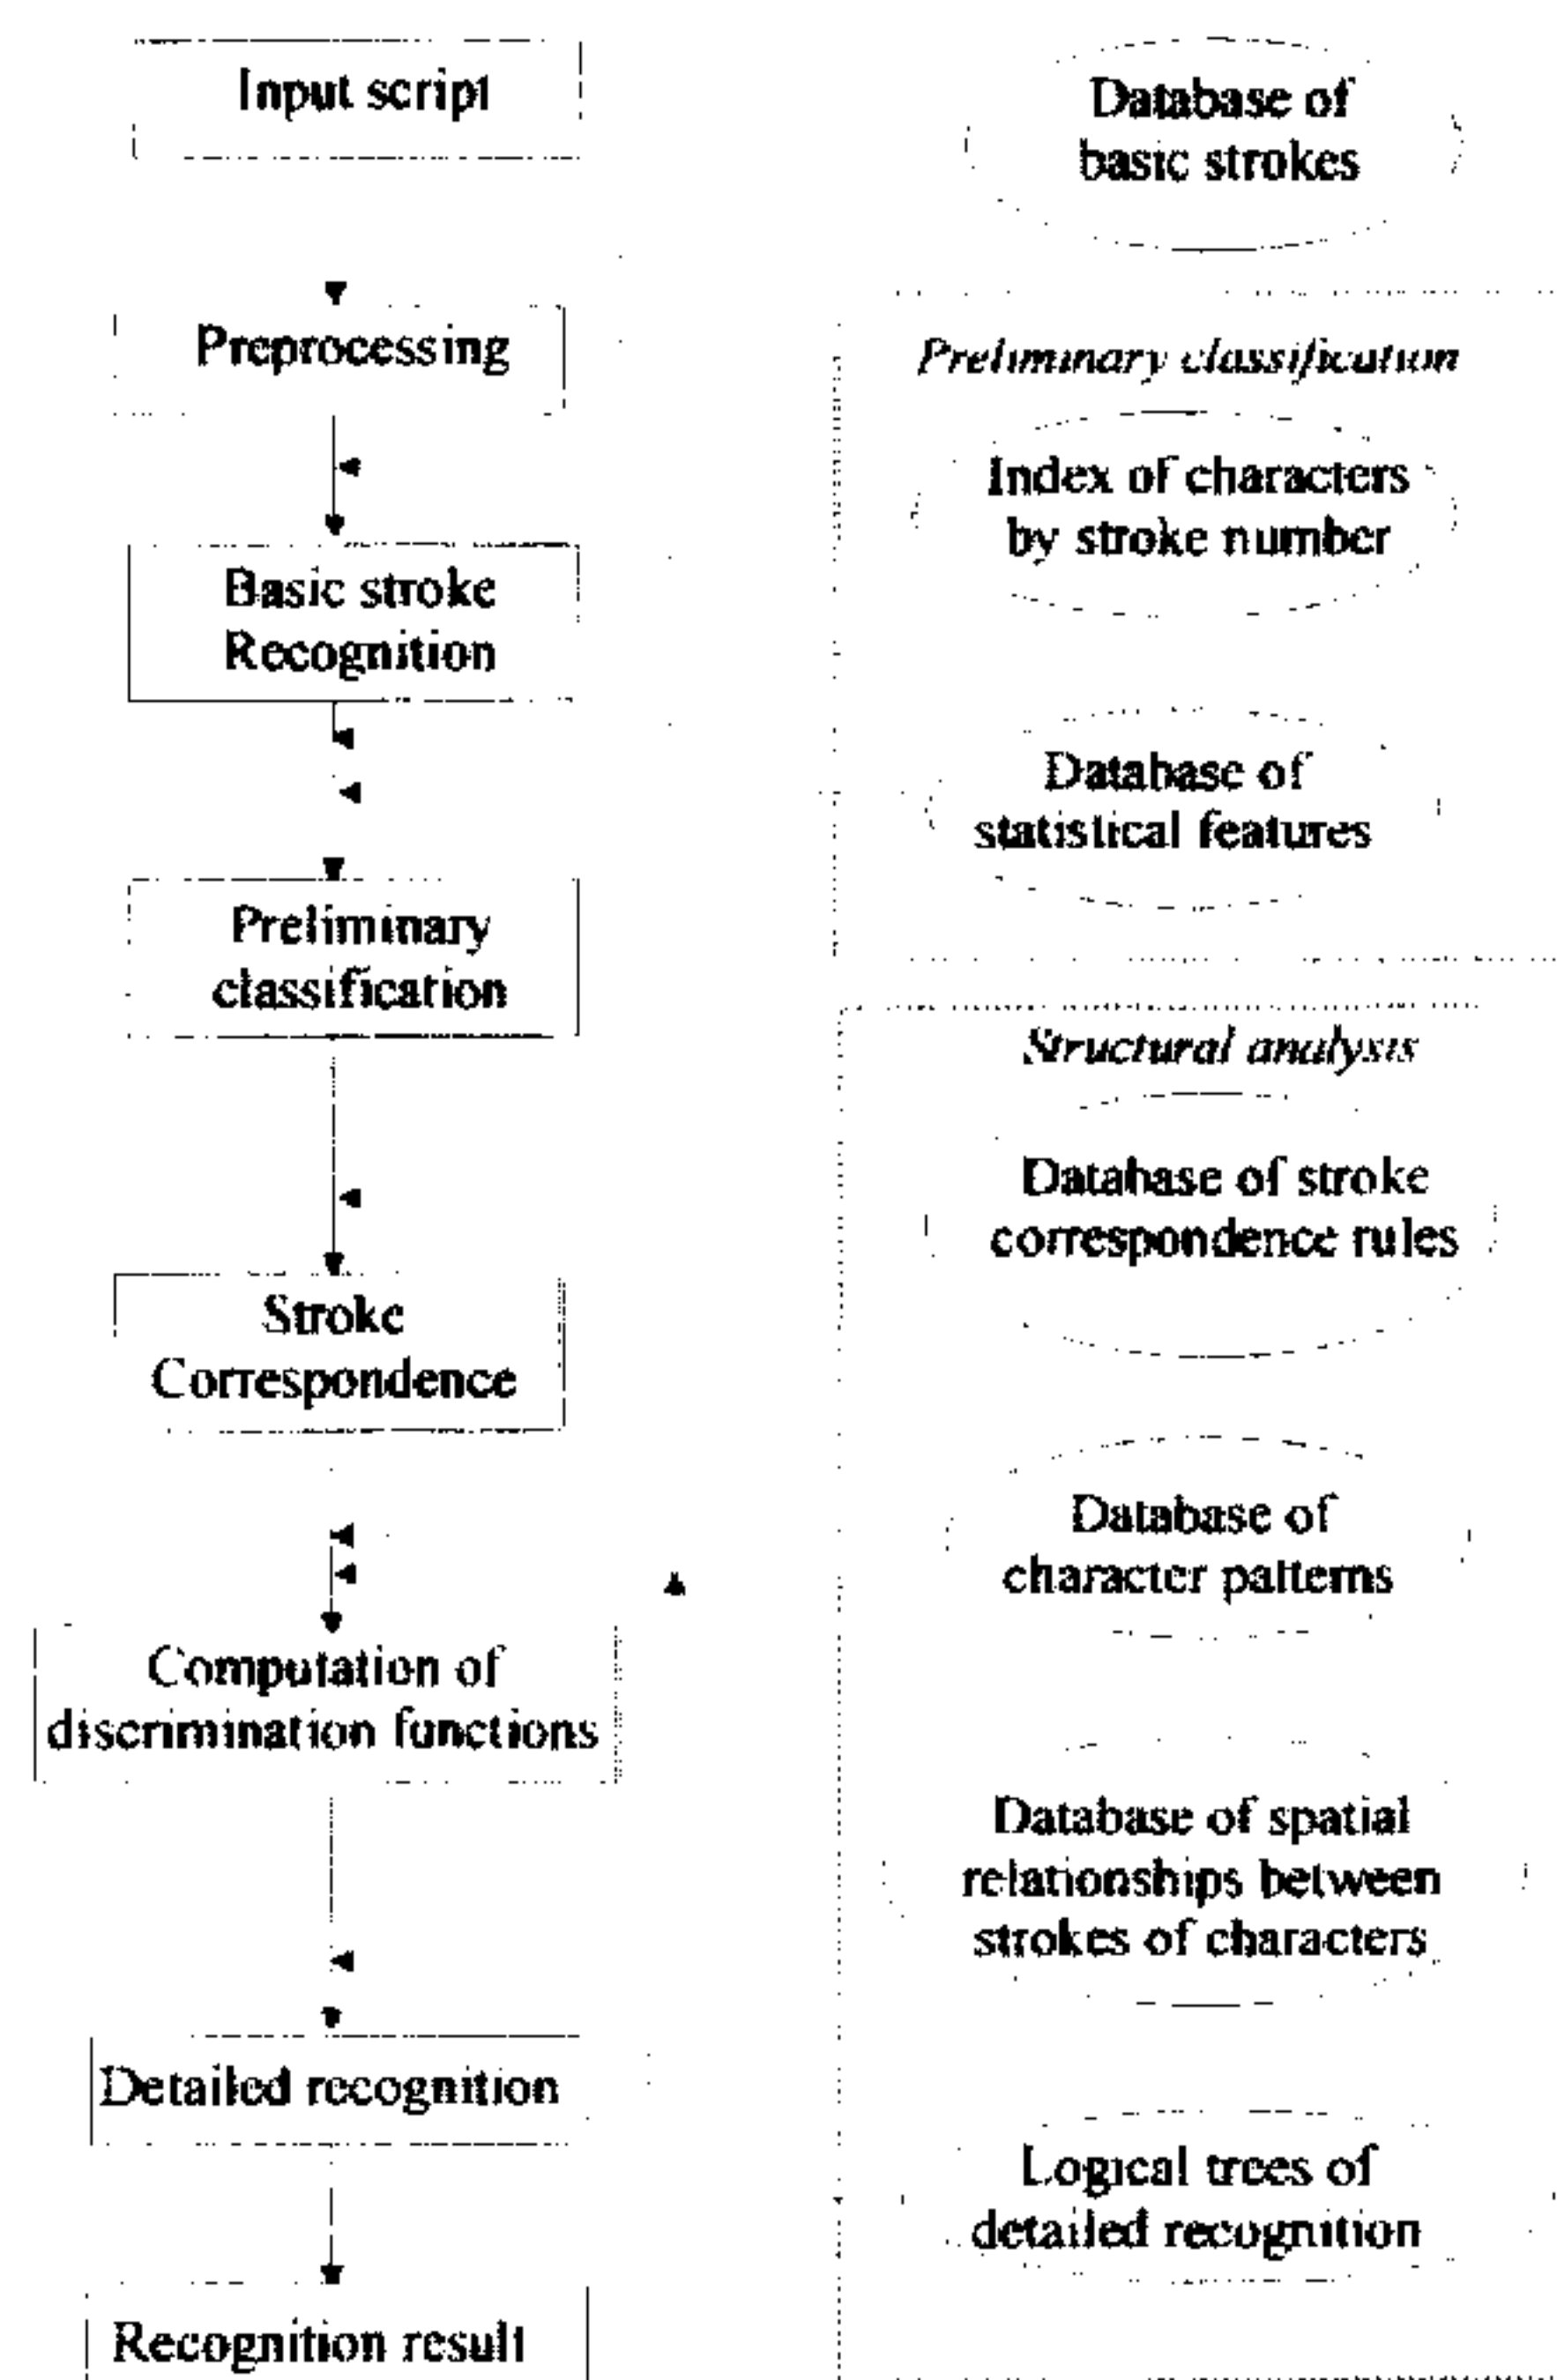 Input script
Preprocessing
Basic stroke
Recognition
Preliminary
classification
Stroke
Correspondence
Computation of
discrimination functions
Detailed recognition
Recognition result
Database of
basic strokes
Preliminary classification
Index of characters
by stroke number
Database of
statistical features
Structural analysis
Database of stroke
correspondence rules
Database of
character patterns
Database of spatial
relationships between
strokes of characters
Logical trees of
detailed recognition